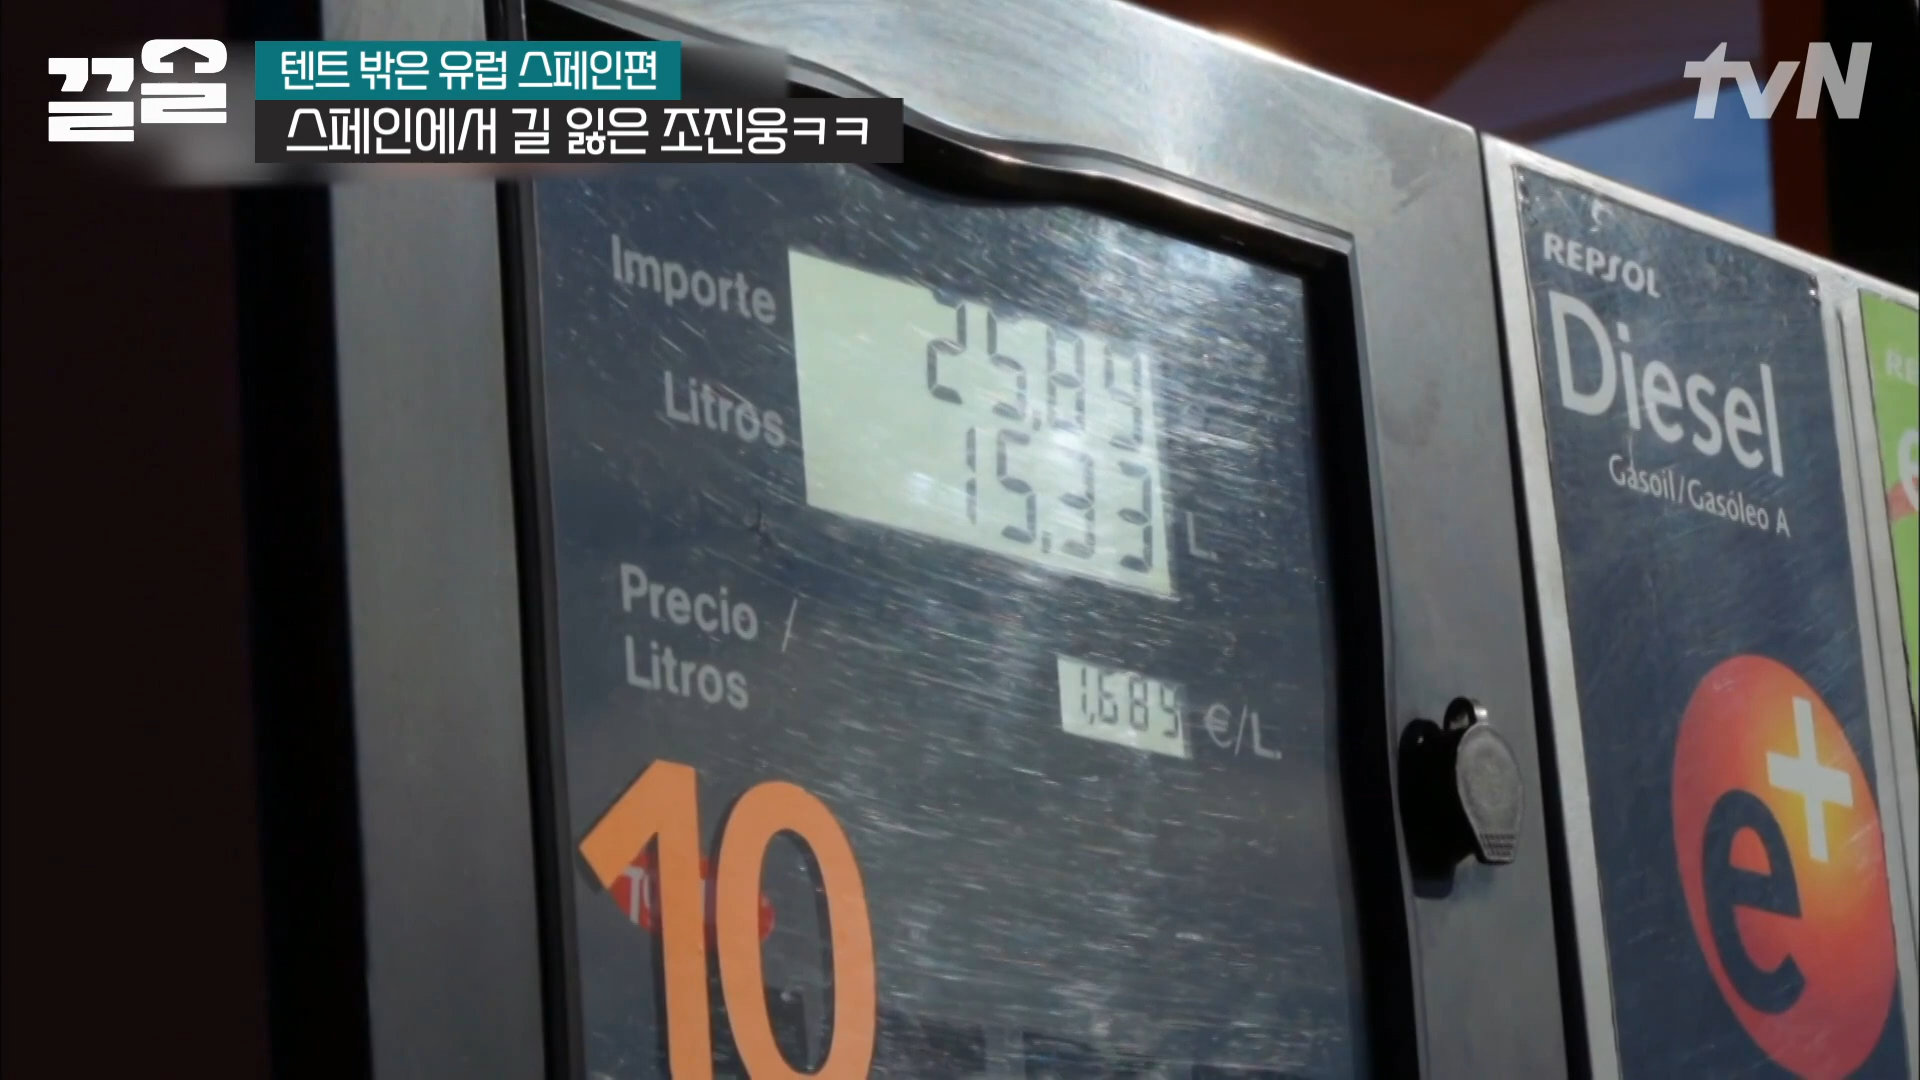 끌올
텐트 밖은 유럽 스페인편
스페인에서 길 잃은 조진웅ㅋㅋ
tvN
Importe
25,84
Litros
15,33 L.
Precio /
Litros
1,689 €/L.
10
REPSOL
Diesel
Gasoil/Gasóleo A
e+